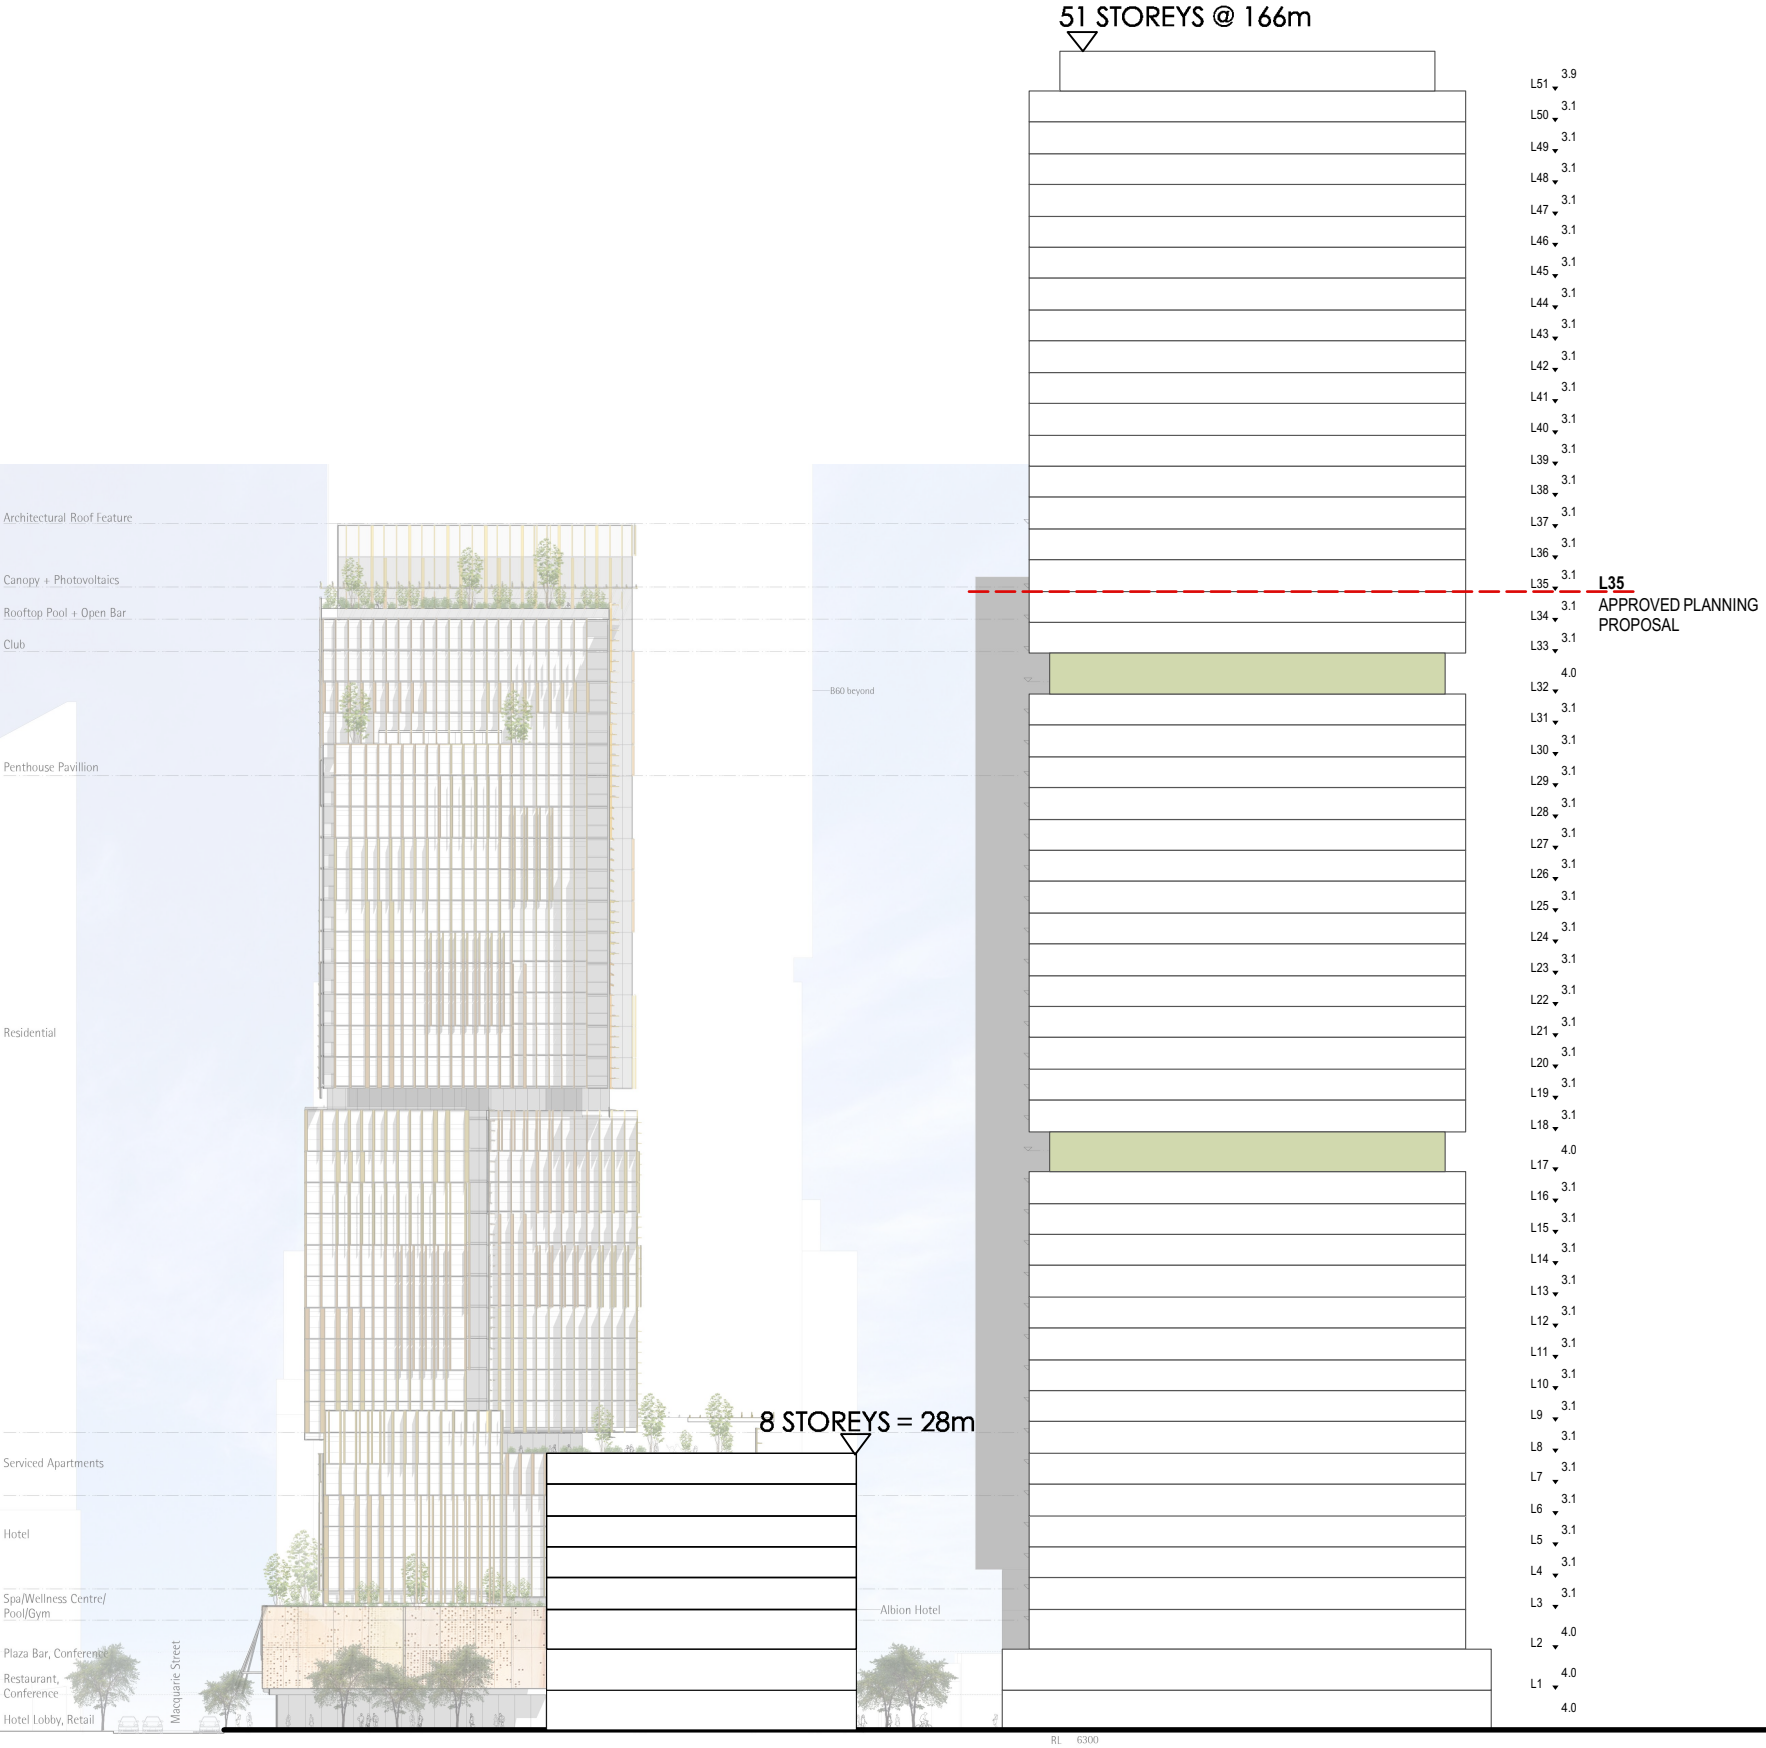 51 STOREYS @ 166m
3.9
L51
3.1
L50
3.1
L49
3.1
L48
3.1
L47
3.1
L46
3.1
L45
3.1
L44
3.1
L43
3.1
L42
3.1
L41
3.1
L40
3.1
L39
3.1
L38
3.1
L37
3.1
L36
3.1
L35
3.1
L34
3.1
L33
4.0
L32
3.1
L31
3.1
L30
3.1
L29
3.1
L28
3.1
L27
3.1
L26
3.1
L25
3.1
L24
3.1
L23
3.1
L22
3.1
L21
3.1
L20
3.1
L19
3.1
L18
4.0
L17
3.1
L16
3.1
L15
3.1
L14
3.1
L13
3.1
L12
3.1
L11
3.1
L10
3.1
L9
3.1
L8
3.1
L7
3.1
L6
3.1
L5
3.1
L4
3.1
L3
4.0
L2
4.0
L1
4.0
L35
APPROVED PLANNING
PROPOSAL
Architectural Roof Feature
Canopy + Photovoltaics
Rooftop Pool + Open Bar
Club
B60 beyond
Penthouse Pavillion
Residential
8 STOREYS = 28m
Serviced Apartments
Hotel
Spa/Wellness Centre/
Pool/Gym
Albion Hotel
Plaza Bar, Conference
Restaurant,
Conference
Hotel Lobby, Retail
Macquarie Street
RL 6300